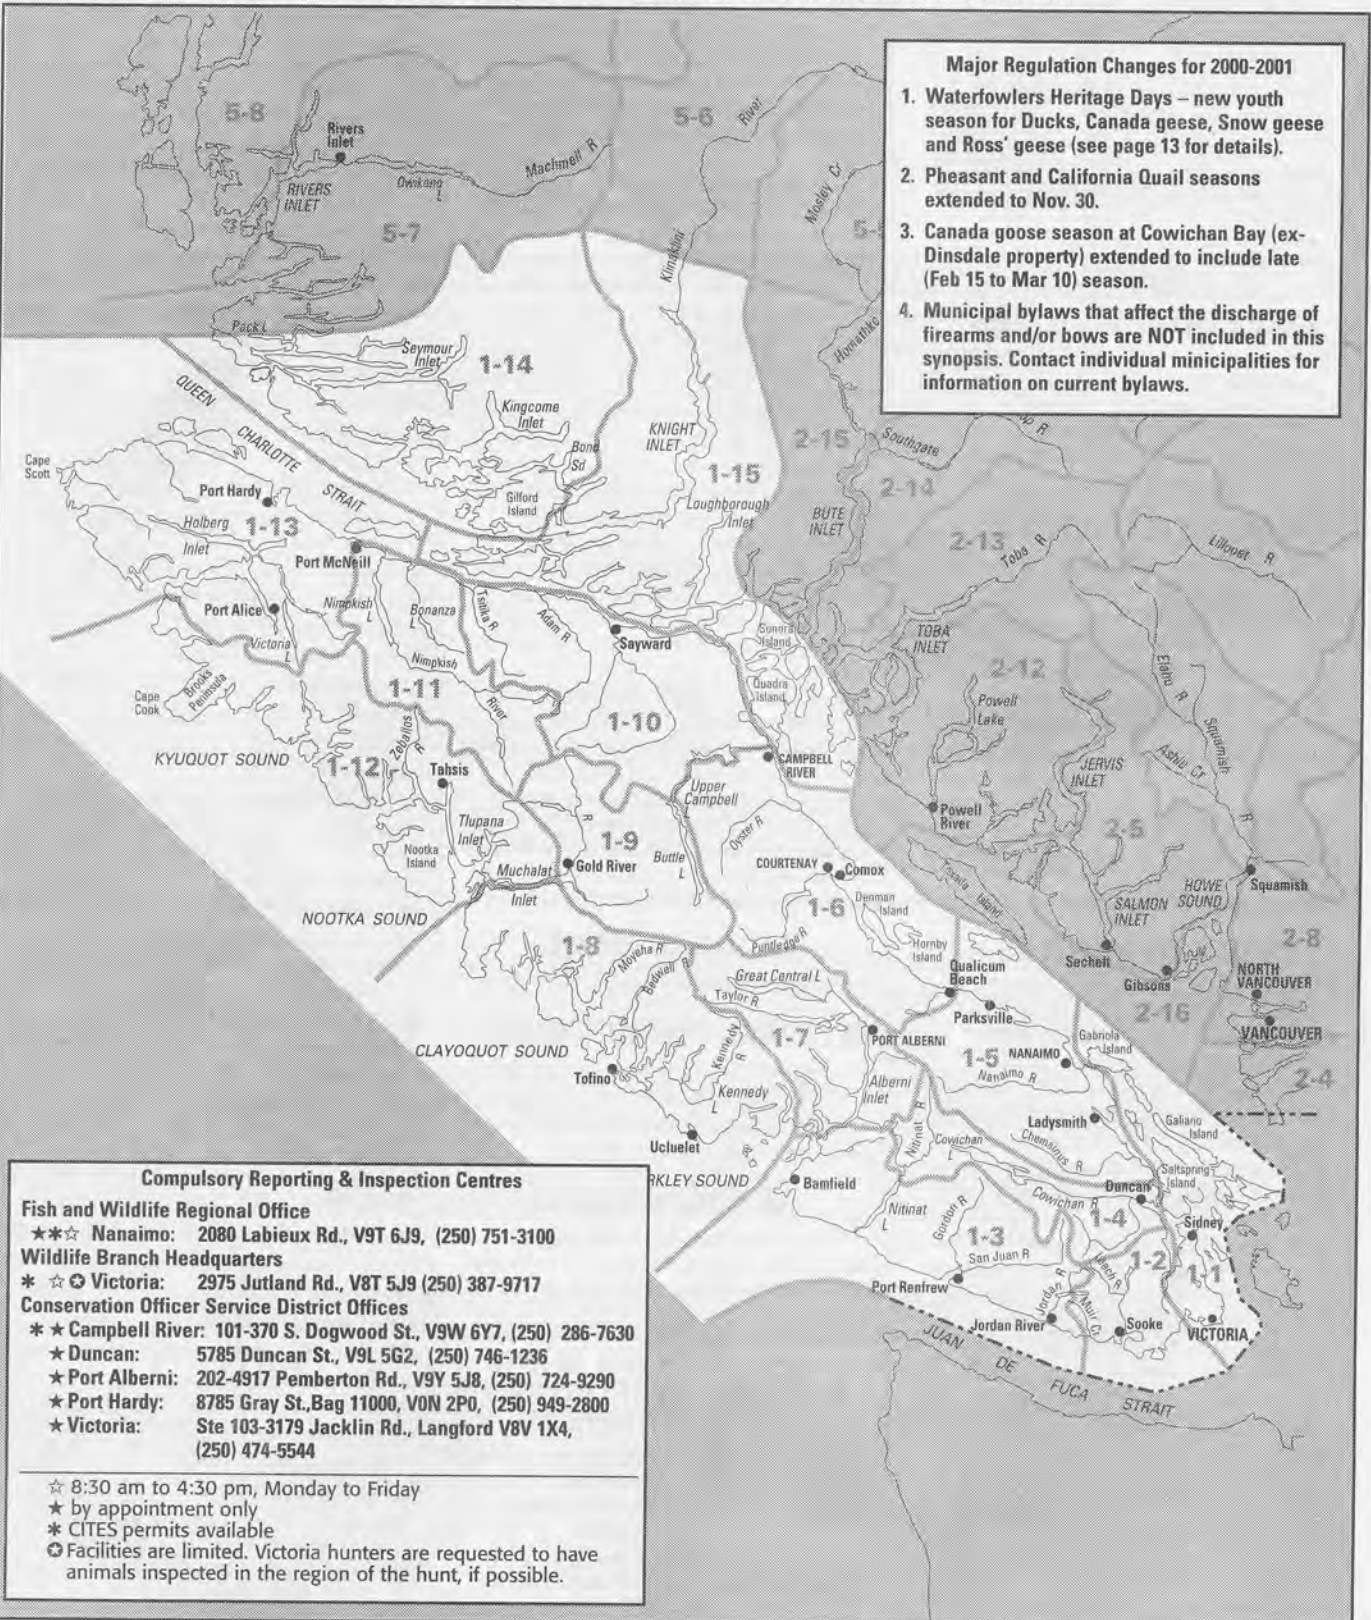 Major Regulation Changes for 2000-2001
1. Waterfowlers Heritage Days – new youth
season for Ducks, Canada geese, Snow geese
and Ross' geese (see page 13 for details).
2. Pheasant and California Quail seasons
extended to Nov. 30.
3. Canada goose season at Cowichan Bay (ex-
Dinsdale property) extended to include late
(Feb 15 to Mar 10) season.
4. Municipal bylaws that affect the discharge of
firearms and/or bows are NOT included in this
synopsis. Contact individual minicipalities for
information on current bylaws.
5-8
5-6
River
Rivers
Inlet
Machmell R
Owikano
L
RIVERS
INLET
5-7
Mosley Cr
Klinaklini
Homathko
Pack L
Seymour
Inlet
1-14
QUEEN
CHARLOTTE
STRAIT
Kingcome
Inlet
KNIGHT
INLET
Bond
Sd
Gilford
Island
1-15
Loughborough
Inlet
2-15
Southgate
R
2-14
BUTE
INLET
2-13
Toba R
Lillooet R
Cape
Scott
Port Hardy
Holberg
Inlet
1-13
Port McNeill
Port Alice
Nimpkish
L
Bonanza
L
Tsitika R
Adam R
Sayward
Sonora
Island
TOBA
INLET
Victoria
L
Nimpkish
River
1-11
Quadra
Island
2-12
Elaho R
Squamish
R
Powell
Lake
Cape
Cook
Brooks
Peninsula
1-10
KYUQUOT SOUND
1-12
Zeballos
R
Tahsis
CAMPBELL
RIVER
JERVIS
INLET
Ashlu Cr
Upper
Campbell
L
Powell
River
Tlupana
Inlet
R
1-9
Oyster R
2-5
Nootka
Island
Gold River
Buttle
L
COURTENAY
Comox
Texada Island
Squamish
Muchalat
Inlet
HOWE
SOUND
SALMON
INLET
NOOTKA SOUND
1-6
Denman
Island
Hornby
Island
1-8
Moyeha R
Bedwell R
Puntledge R
Sechelt
2-8
Great Central L
Qualicum
Beach
Gibsons
NORTH
VANCOUVER
Taylor R
Parksville
2-16
VANCOUVER
1-7
PORT ALBERNI
1-5
NANAIMO
Gabriola
Island
CLAYOQUOT SOUND
Kennedy
R
Tofino
Nanaimo R
2-4
Alberni
Inlet
Kennedy
L
Ladysmith
Galiano
Island
Ucluelet
Nitinat R
Cowichan
L
Chemainus
R
Saltspring
Island
RKLEY SOUND
Bamfield
Duncan
Cowichan R
Nitinat
L
Gordon R
1-4
Sidney
1-3
San Juan R
1-2
1-1
Port Renfrew
Leech R
Jordan R
Muir Cr
Jordan River
Sooke
VICTORIA
JUAN DE FUCA STRAIT
Compulsory Reporting & Inspection Centres
Fish and Wildlife Regional Office
★✱☆ Nanaimo: 2080 Labieux Rd., V9T 6J9, (250) 751-3100
Wildlife Branch Headquarters
✱ ☆✪ Victoria: 2975 Jutland Rd., V8T 5J9 (250) 387-9717
Conservation Officer Service District Offices
✱ ★ Campbell River: 101-370 S. Dogwood St., V9W 6Y7, (250) 286-7630
★ Duncan: 5785 Duncan St., V9L 5G2, (250) 746-1236
★ Port Alberni: 202-4917 Pemberton Rd., V9Y 5J8, (250) 724-9290
★ Port Hardy: 8785 Gray St.,Bag 11000, V0N 2P0, (250) 949-2800
★ Victoria: Ste 103-3179 Jacklin Rd., Langford V8V 1X4,
(250) 474-5544
☆ 8:30 am to 4:30 pm, Monday to Friday
★ by appointment only
✱ CITES permits available
✪ Facilities are limited. Victoria hunters are requested to have
animals inspected in the region of the hunt, if possible.